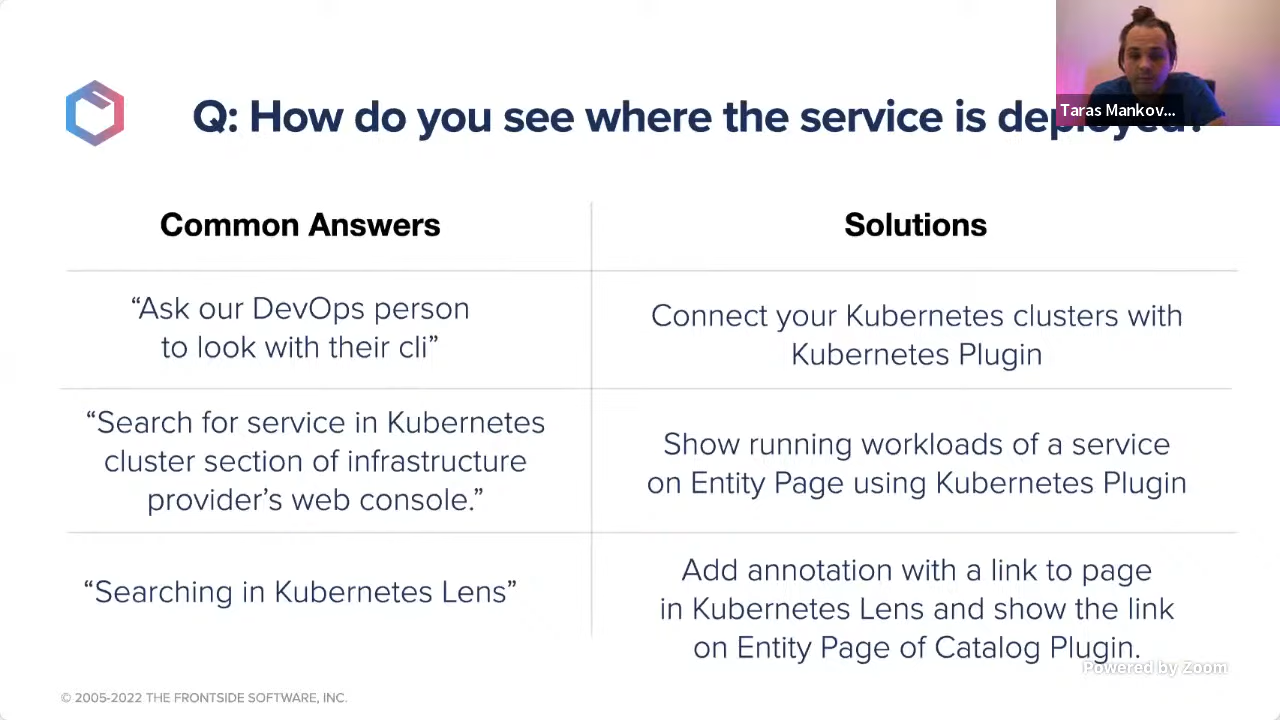 Q: How do you see where the service is deployed?
Taras Mankov...
Common Answers
Solutions
“Ask our DevOps person
to look with their cli”
Connect your Kubernetes clusters with
Kubernetes Plugin
“Search for service in Kubernetes
cluster section of infrastructure
provider’s web console.”
Show running workloads of a service
on Entity Page using Kubernetes Plugin
“Searching in Kubernetes Lens”
Add annotation with a link to page
in Kubernetes Lens and show the link
on Entity Page of Catalog Plugin.
Powered by Zoom
© 2005-2022 THE FRONTSIDE SOFTWARE, INC.